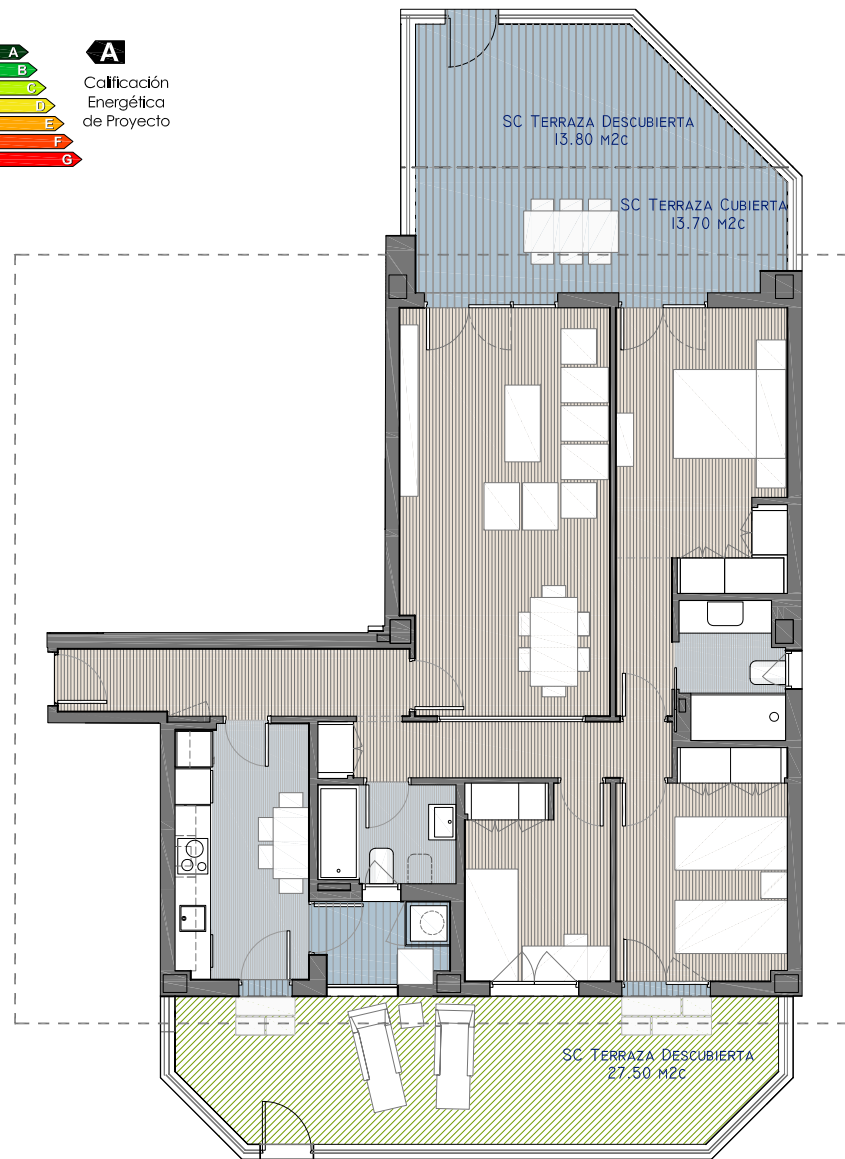 A
B
C
D
E
F
G
A
Calificación
Energética
de Proyecto
SC TERRAZA DESCUBIERTA
13.80 M2C
SC TERRAZA CUBIERTA
13.70 M2C
SC TERRAZA DESCUBIERTA
27.50 M2C